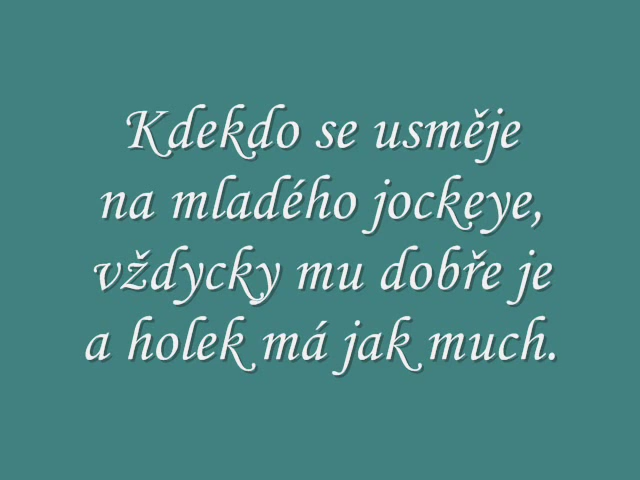 Kdekdo se usměje
na mladého jockeye,
vždycky mu dobře je
a holek má jak much.